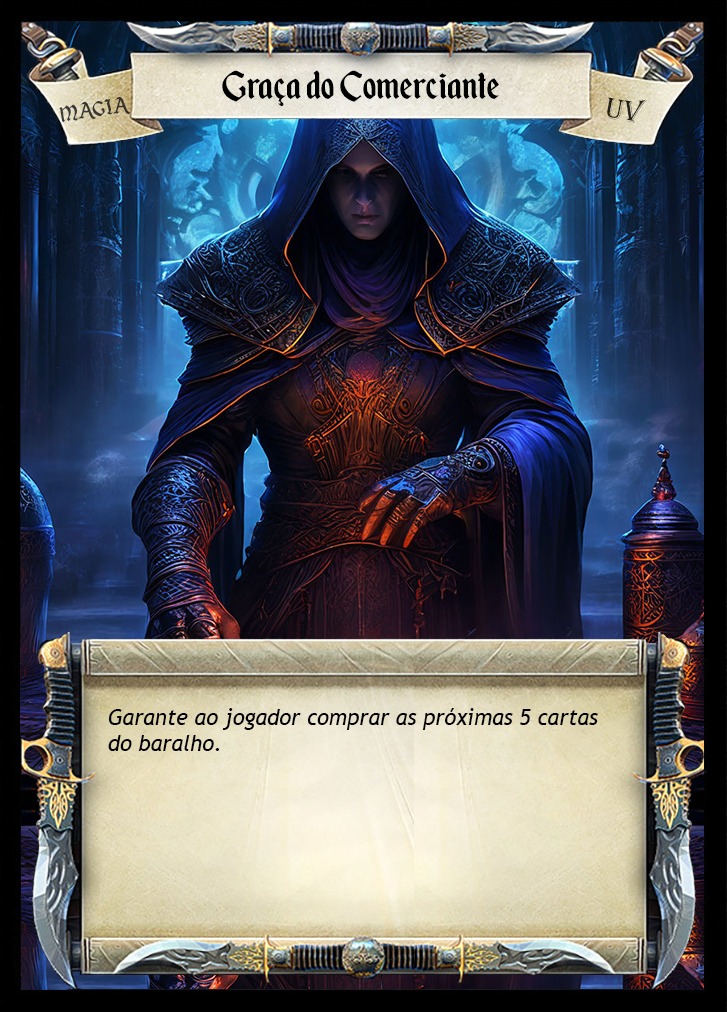 Graça do Comerciante
MAGIA
UV
Garante ao jogador comprar as próximas 5 cartas
do baralho.